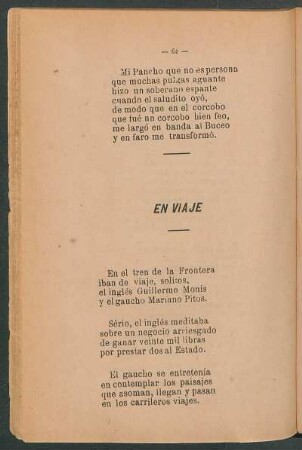 — 64 —
Mi Pancho que no es persona
que muchas pulgas aguante
hizo un soberano espante
cuando el saludito oyó,
de modo que en el corcobo
que fué un corcobo bien feo,
me largó en banda al Buceo
y en faro me transformó.
EN VIAJE
En el tren de la Frontera
iban de viaje, solitos,
el inglés Guillermo Monis
y el gaucho Mariano Pitos.
Sério, el inglés meditaba
sobre un negocio arriesgado
de ganar veinte mil libras
por prestar dos al Estado.
El gaucho se entretenía
en contemplar los paisajes
que asoman, llegan y pasan
en los carrileros viajes.